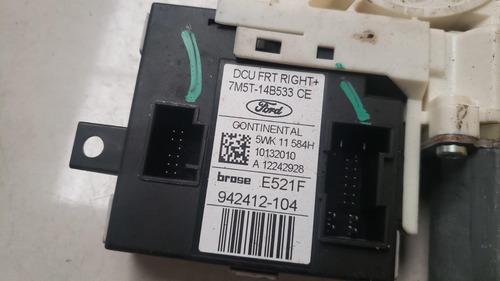 DCU FRT RIGHT+
7M5T-14B533 CE
Ford
CONTINENTAL
5WK 11 584H
10132010
A 12242928
brose E521F
942412-104